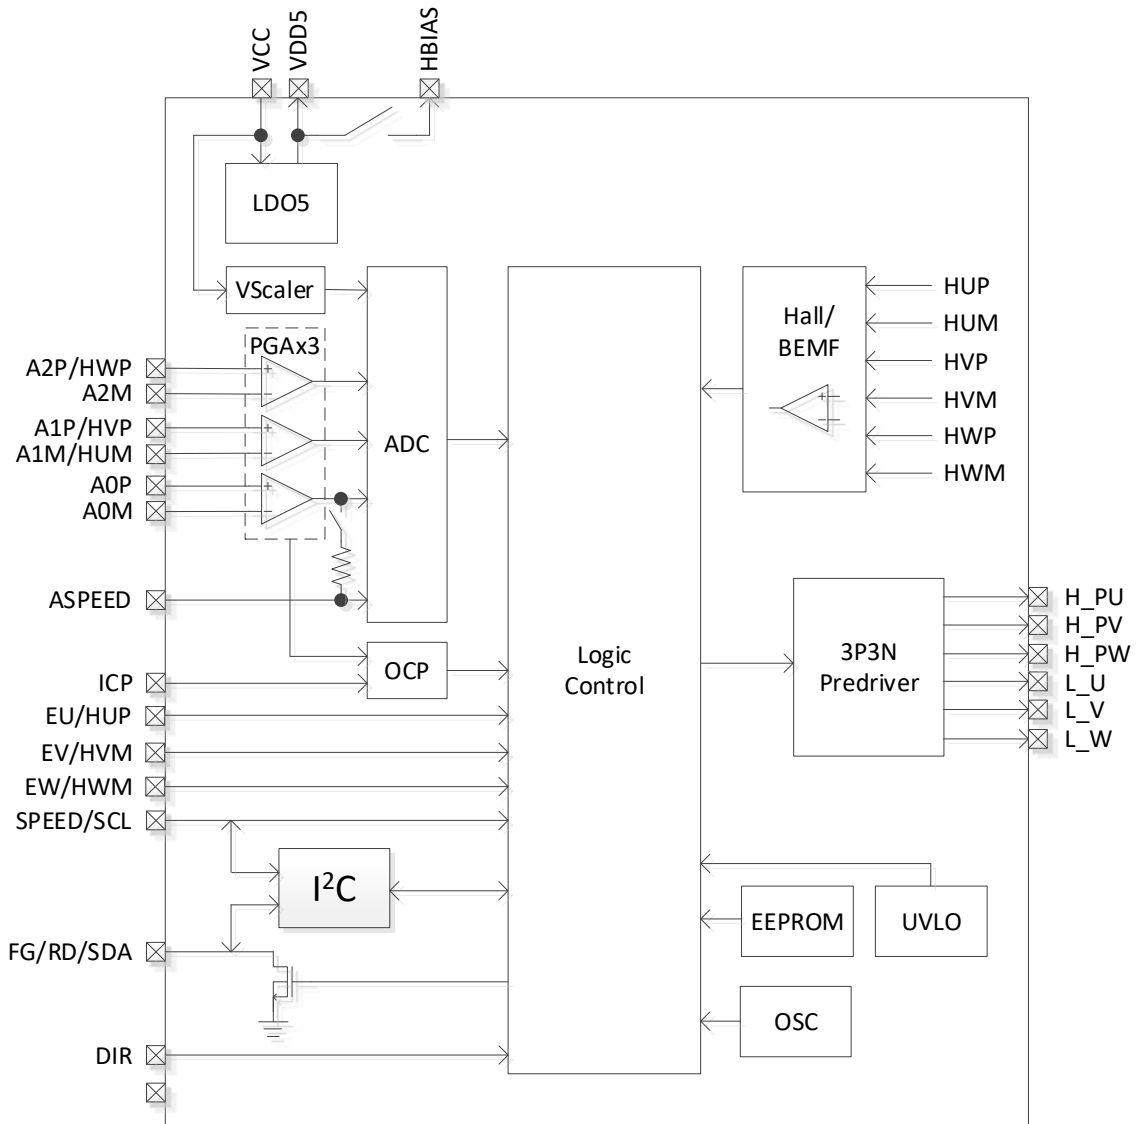 VCC
VDD5
HBIAS
LDO5
VScaler
PGAx3
A2P/HWP
A2M
A1P/HVP
A1M/HUM
A0P
A0M
ADC
ASPEED
OCP
ICP
EU/HUP
EV/HVM
EW/HWM
SPEED/SCL
I²C
FG/RD/SDA
DIR
Logic
Control
Hall/
BEMF
HUP
HUM
HVP
HVM
HWP
HWM
3P3N
Predriver
H_PU
H_PV
H_PW
L_U
L_V
L_W
EEPROM
UVLO
OSC